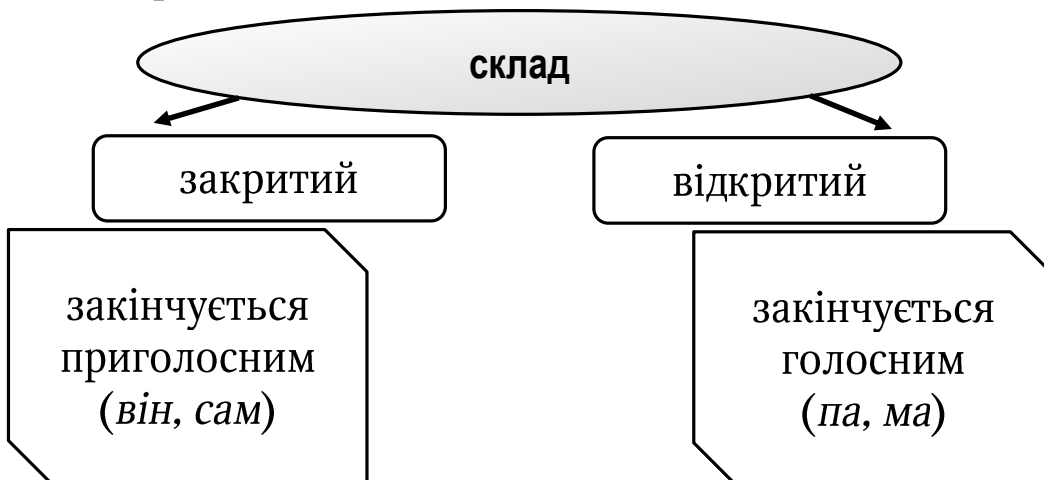 склад
закритий
відкритий
закінчується
приголосним
(він, сам)
закінчується
голосним
(па, ма)